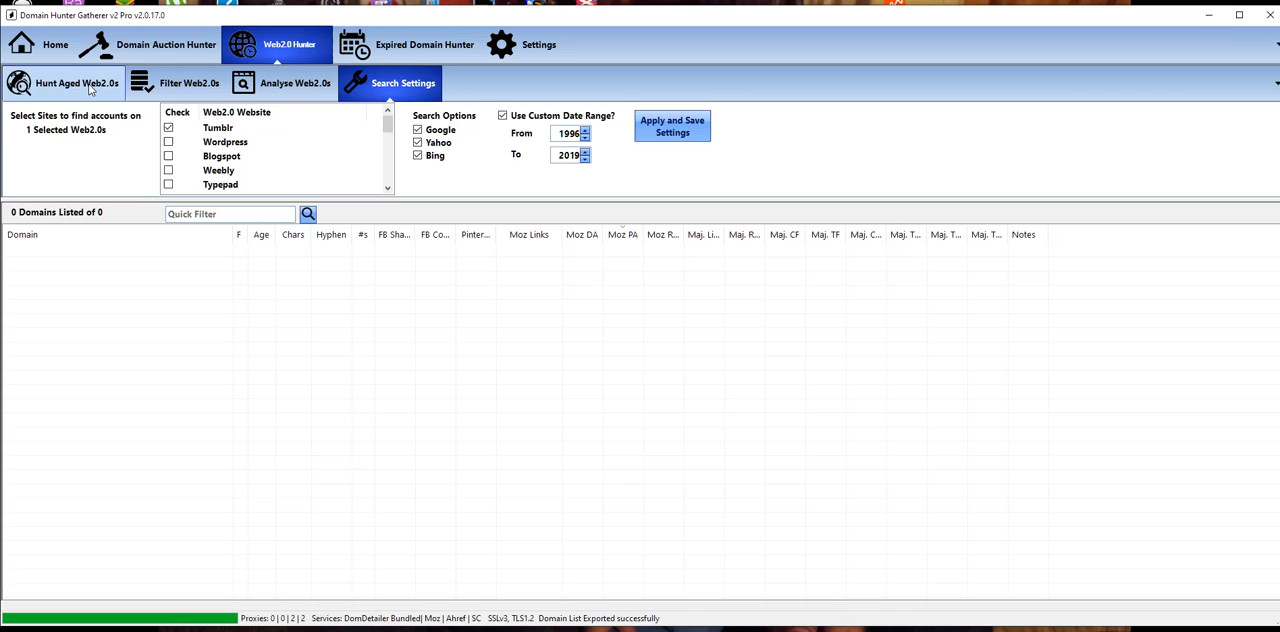 Domain Hunter Gatherer v2 Pro v2.0.17.0
Home Domain Auction Hunter Web2.0 Hunter Expired Domain Hunter Settings
Hunt Aged Web2.0s Filter Web2.0s Analyse Web2.0s Search Settings
Select Sites to find accounts on
1 Selected Web2.0s
Check Web2.0 Website
Tumblr
Wordpress
Blogspot
Weebly
Typepad
Search Options
Google
Yahoo
Bing
Use Custom Date Range?
From 1996
To 2019
Apply and Save
Settings
0 Domains Listed of 0 Quick Filter
Domain F Age Chars Hyphen #s FB Sha... FB Co... Pinter... Moz Links Moz DA Moz PA Moz R... Maj. Li... Maj. R... Maj. CF Maj. TF Maj. C... Maj. T... Maj. T... Maj. T... Notes
Proxies: 0 | 0 | 2 | 2 Services: DomDetailer Bundled| Moz | Ahref | SC SSLv3, TLS1.2 Domain List Exported successfully